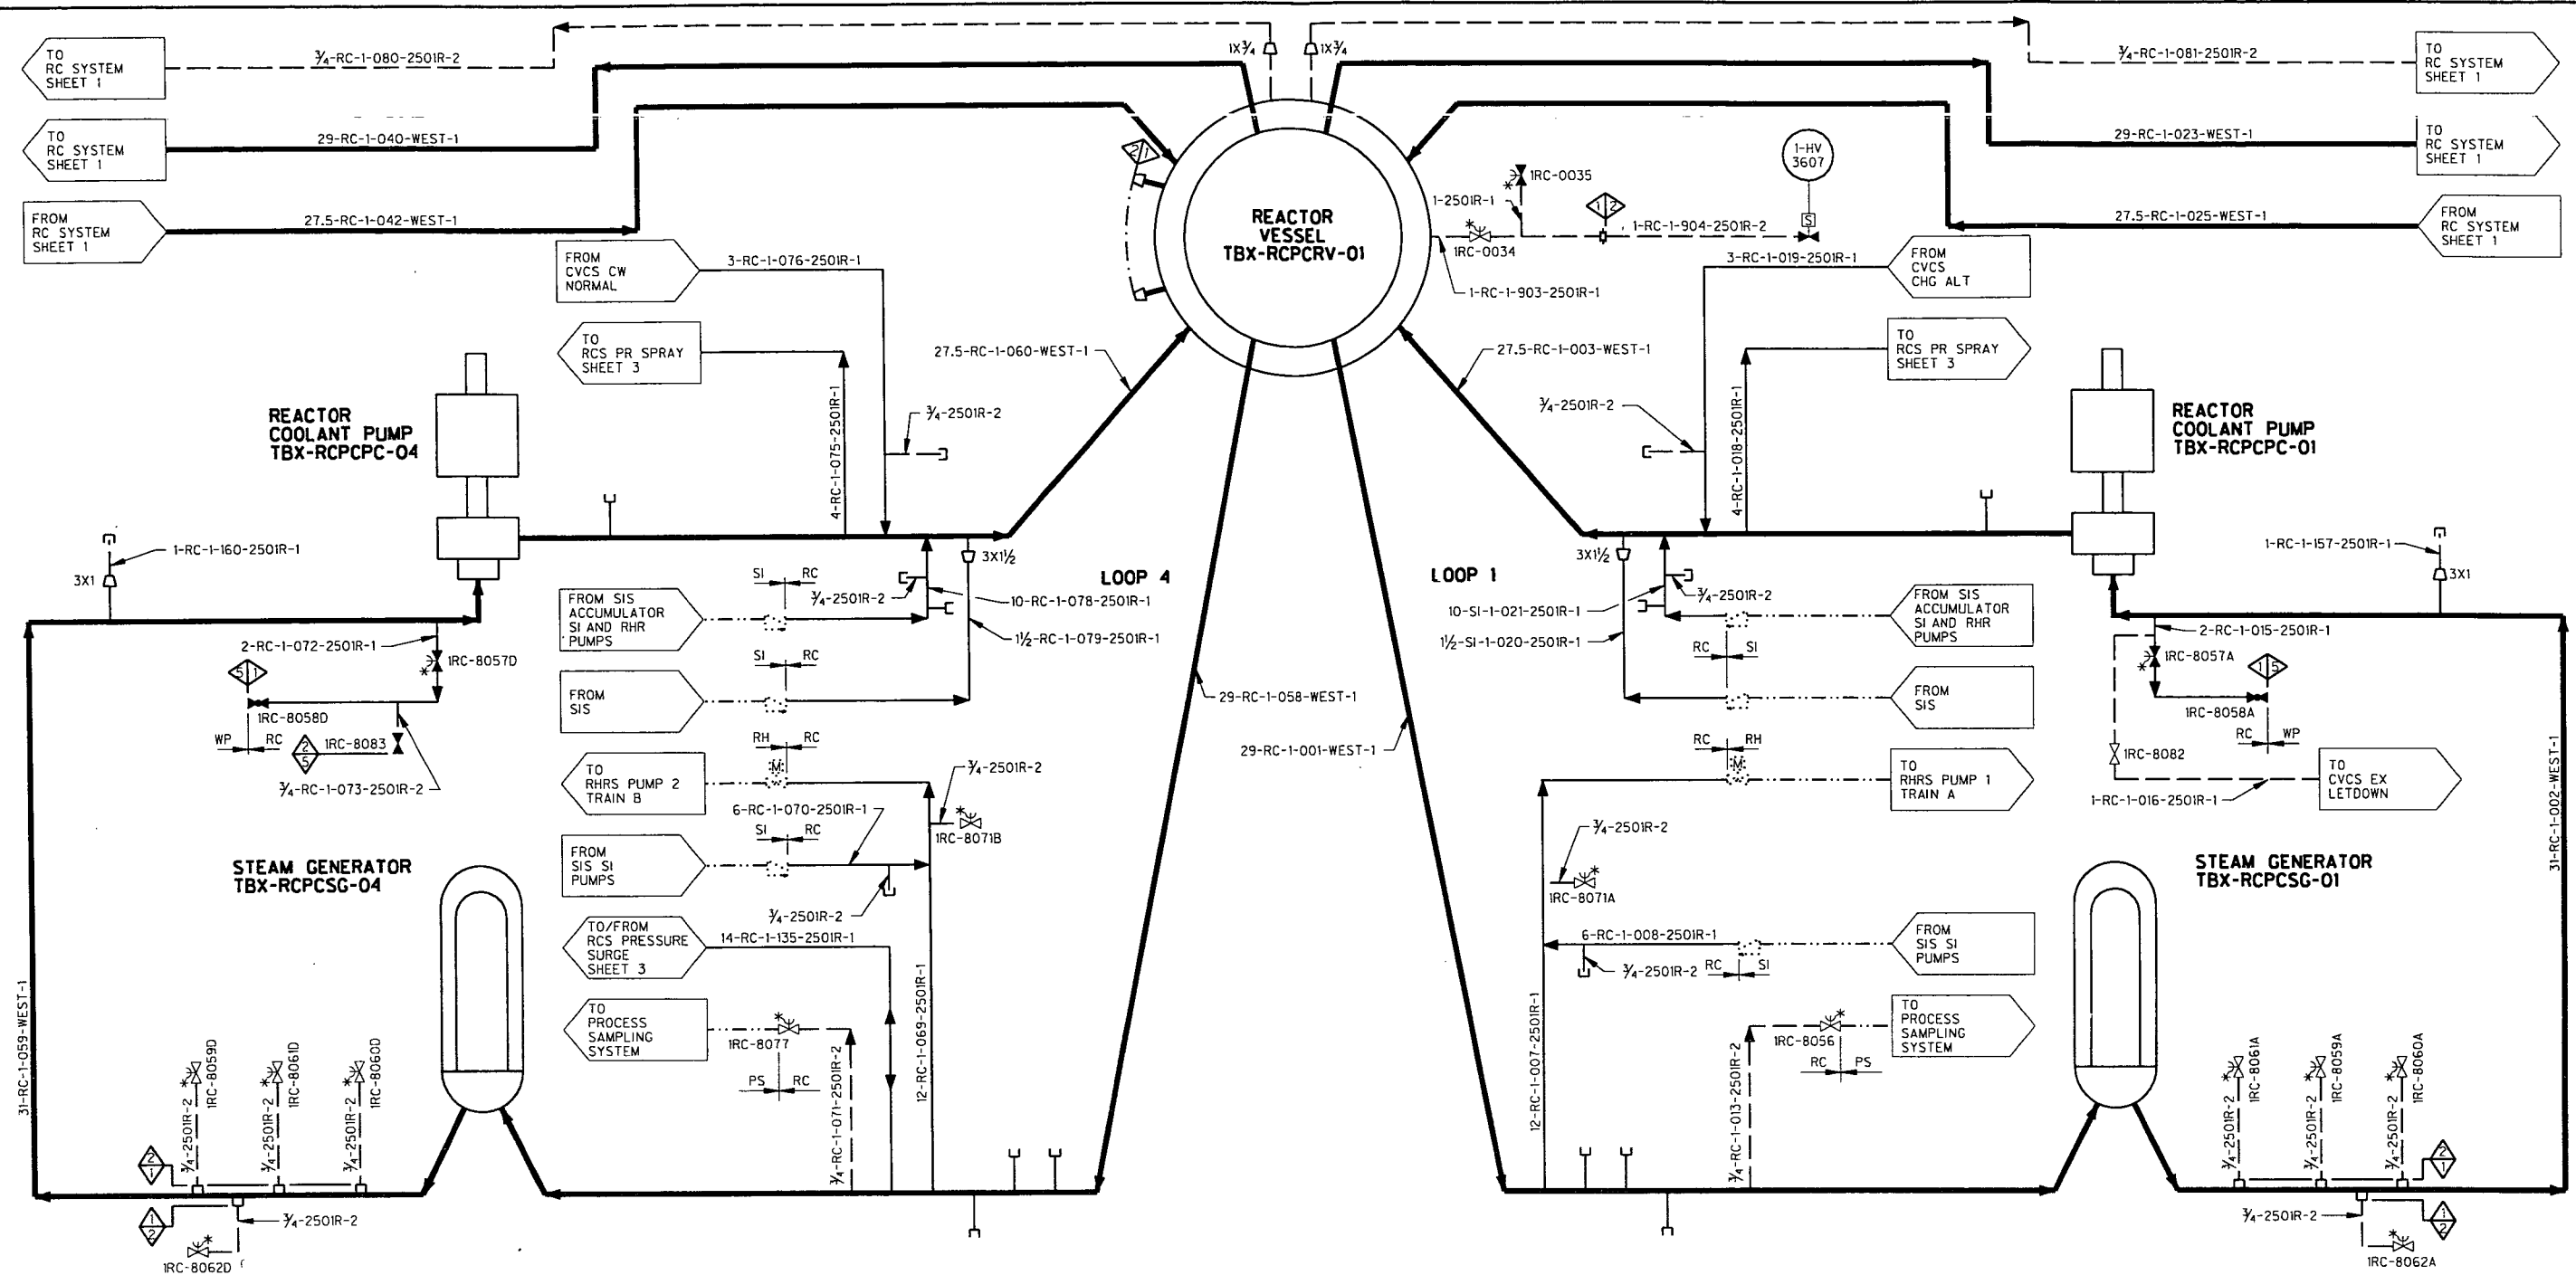 TO
RC SYSTEM
SHEET 1
3/4-RC-1-080-2501R-2
1X3/4
1X3/4
3/4-RC-1-081-2501R-2
TO
RC SYSTEM
SHEET 1
TO
RC SYSTEM
SHEET 1
29-RC-1-040-WEST-1
29-RC-1-023-WEST-1
TO
RC SYSTEM
SHEET 1
FROM
RC SYSTEM
SHEET 1
27.5-RC-1-042-WEST-1
27.5-RC-1-025-WEST-1
FROM
RC SYSTEM
SHEET 1
2/1
REACTOR
VESSEL
TBX-RCPCRV-01
1RC-0035
1-2501R-1
1/2
1-HV
3607
S
1-RC-1-904-2501R-2
1RC-0034
1-RC-1-903-2501R-1
FROM
CVCS CW
NORMAL
3-RC-1-076-2501R-1
3-RC-1-019-2501R-1
FROM
CVCS
CHG ALT
TO
RCS PR SPRAY
SHEET 3
27.5-RC-1-060-WEST-1
27.5-RC-1-003-WEST-1
TO
RCS PR SPRAY
SHEET 3
REACTOR
COOLANT PUMP
TBX-RCPCPC-04
4-RC-1-075-2501R-1
3/4-2501R-2
3/4-2501R-2
4-RC-1-018-2501R-1
REACTOR
COOLANT PUMP
TBX-RCPCPC-01
1-RC-1-160-2501R-1
3X1
3X1½
3X1½
1-RC-1-157-2501R-1
3X1
SI RC
LOOP 4
LOOP 1
FROM SIS
ACCUMULATOR
SI AND RHR
PUMPS
3/4-2501R-2
10-RC-1-078-2501R-1
1½-RC-1-079-2501R-1
10-SI-1-021-2501R-1
3/4-2501R-2
1½-SI-1-020-2501R-1
FROM SIS
ACCUMULATOR
SI AND RHR
PUMPS
RC SI
2-RC-1-072-2501R-1
1RC-8057D
5/1
1RC-8058D
WP RC
2/5
1RC-8083
3/4-RC-1-073-2501R-2
SI RC
FROM
SIS
29-RC-1-058-WEST-1
29-RC-1-001-WEST-1
FROM
SIS
2-RC-1-015-2501R-1
1RC-8057A
1/5
1RC-8058A
RC WP
1RC-8082
1-RC-1-016-2501R-1
TO
CVCS EX
LETDOWN
RH RC
M
TO
RHRS PUMP 2
TRAIN B
3/4-2501R-2
1RC-8071B
RC RH
M
TO
RHRS PUMP 1
TRAIN A
6-RC-1-070-2501R-1
SI RC
FROM
SIS SI
PUMPS
3/4-2501R-2
3/4-2501R-2
1RC-8071A
STEAM GENERATOR
TBX-RCPCSG-04
STEAM GENERATOR
TBX-RCPCSG-01
TO/FROM
RCS PRESSURE
SURGE
SHEET 3
14-RC-1-135-2501R-1
6-RC-1-008-2501R-1
3/4-2501R-2
RC SI
FROM
SIS SI
PUMPS
TO
PROCESS
SAMPLING
SYSTEM
1RC-8077
PS RC
3/4-RC-1-071-2501R-2
12-RC-1-069-2501R-1
12-RC-1-007-2501R-1
3/4-RC-1-013-2501R-2
1RC-8056
RC PS
TO
PROCESS
SAMPLING
SYSTEM
31-RC-1-059-WEST-1
31-RC-1-002-WEST-1
1RC-8059D
1RC-8061D
1RC-8060D
3/4-2501R-2
3/4-2501R-2
3/4-2501R-2
2/1
1/2
3/4-2501R-2
1RC-8062D
1RC-8061A
1RC-8059A
1RC-8060A
3/4-2501R-2
3/4-2501R-2
3/4-2501R-2
2/1
1/2
3/4-2501R-2
1RC-8062A